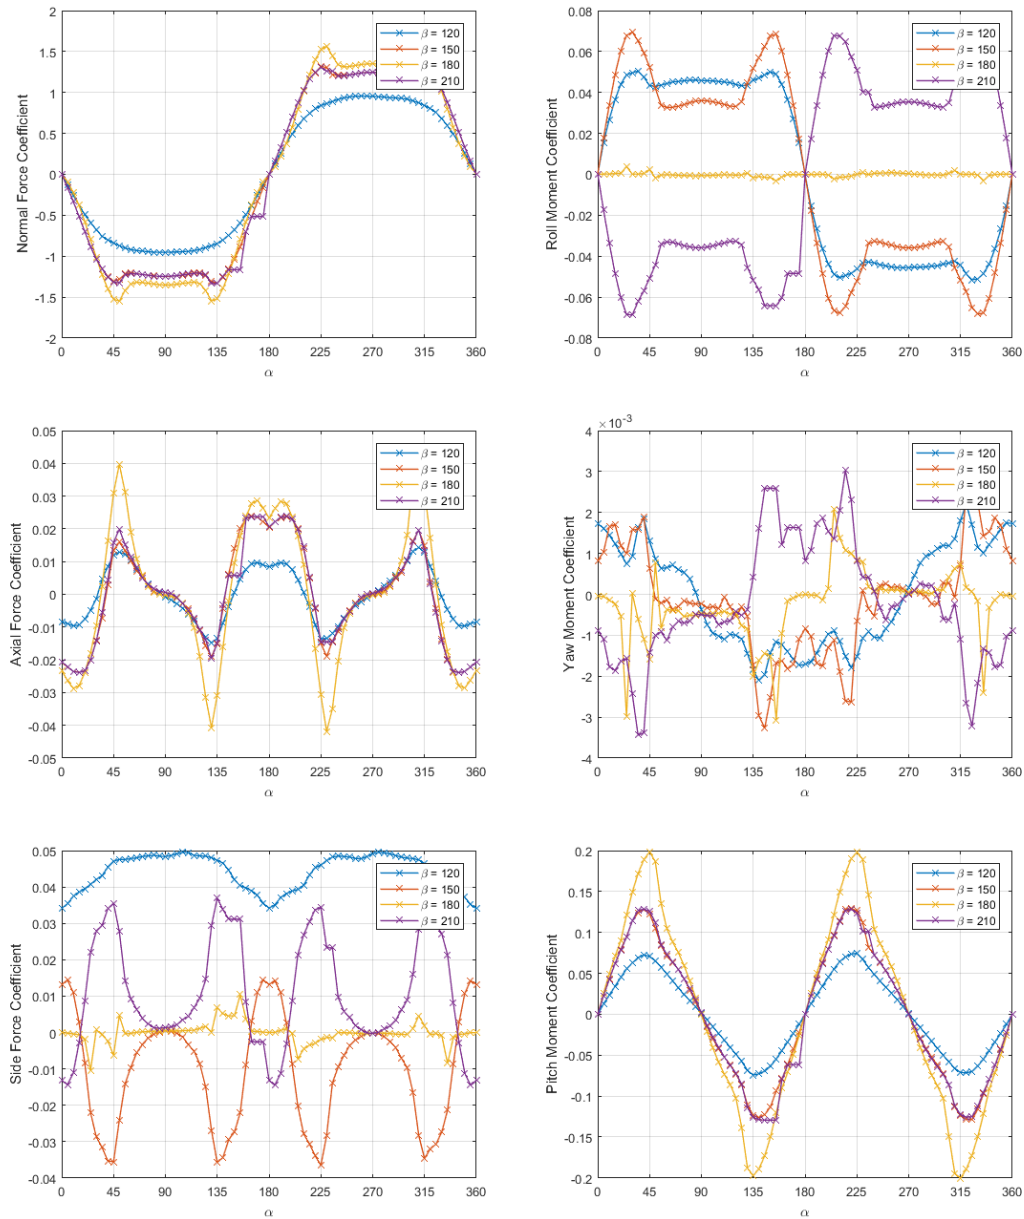 2
1.5
1
0.5
0
-0.5
-1
-1.5
-2
Normal Force Coefficient
0 45 90 135 180 225 270 315 360
α
β = 120
β = 150
β = 180
β = 210
0.08
0.06
0.04
0.02
0
-0.02
-0.04
-0.06
-0.08
Roll Moment Coefficient
0 45 90 135 180 225 270 315 360
α
β = 120
β = 150
β = 180
β = 210
0.05
0.04
0.03
0.02
0.01
0
-0.01
-0.02
-0.03
-0.04
-0.05
Axial Force Coefficient
0 45 90 135 180 225 270 315 360
α
β = 120
β = 150
β = 180
β = 210
×10⁻³
4
3
2
1
0
-1
-2
-3
-4
Yaw Moment Coefficient
0 45 90 135 180 225 270 315 360
α
β = 120
β = 150
β = 180
β = 210
0.05
0.04
0.03
0.02
0.01
0
-0.01
-0.02
-0.03
-0.04
Side Force Coefficient
0 45 90 135 180 225 270 315 360
α
β = 120
β = 150
β = 180
β = 210
0.2
0.15
0.1
0.05
0
-0.05
-0.1
-0.15
-0.2
Pitch Moment Coefficient
0 45 90 135 180 225 270 315 360
α
β = 120
β = 150
β = 180
β = 210